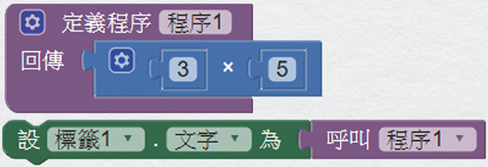 定義程序 程序1
回傳 3 × 5
設 標籤1 . 文字 為 呼叫 程序1